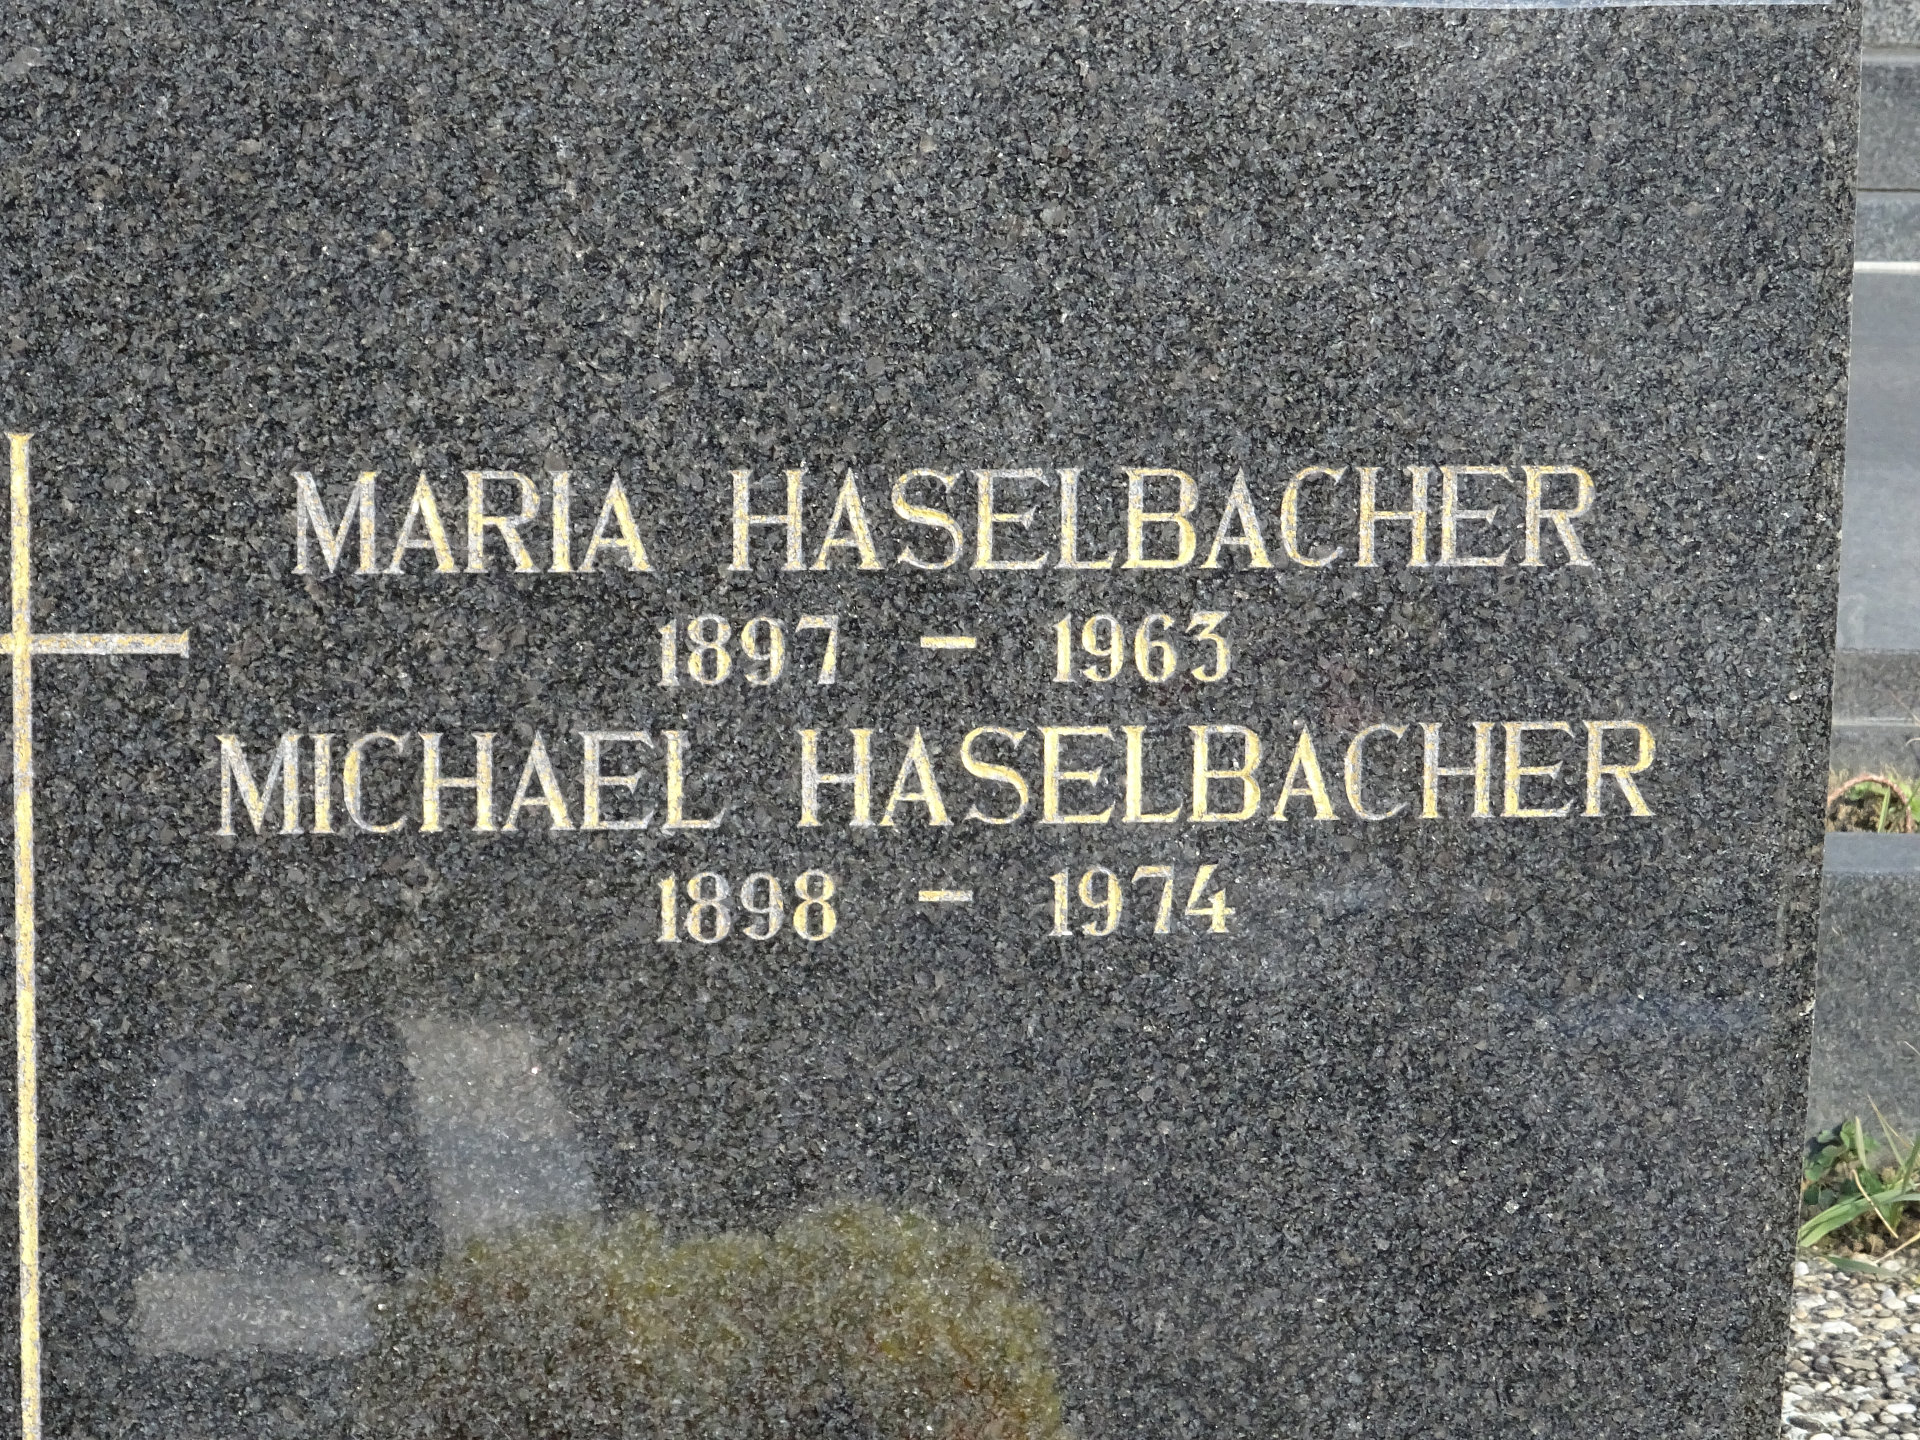 MARIA HASELBACHER
1897 – 1963
MICHAEL HASELBACHER
1898 – 1974